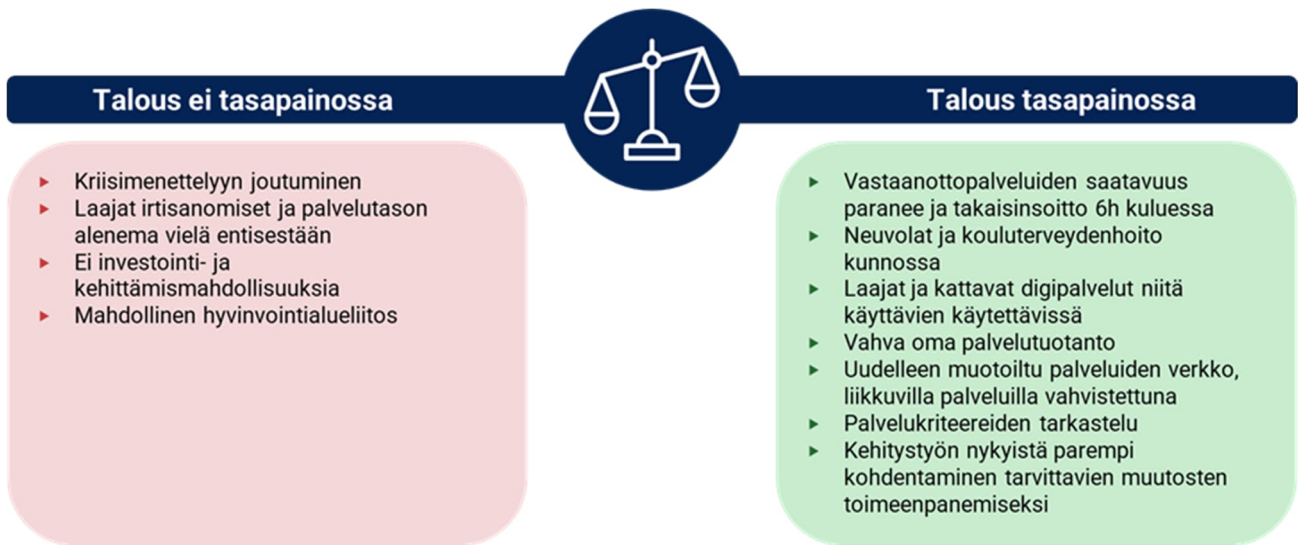 Talous ei tasapainossa
Talous tasapainossa
Kriisimenettelyyn joutuminen
Laajat irtisanomiset ja palvelutason
alenema vielä entisestään
Ei investointi- ja
kehittämismahdollisuuksia
Mahdollinen hyvinvointialueliitos
Vastaanottopalveluiden saatavuus
paranee ja takaisinsoitto 6h kuluessa
Neuvolat ja kouluterveydenhoito
kunnossa
Laajat ja kattavat digipalvelut niitä
käyttävien käytettävissä
Vahva oma palvelutuotanto
Uudelleen muotoiltu palveluiden verkko,
liikkuvilla palveluilla vahvistettuna
Palvelukriteereiden tarkastelu
Kehitystyön nykyistä parempi
kohdentaminen tarvittavien muutosten
toimeenpanemiseksi